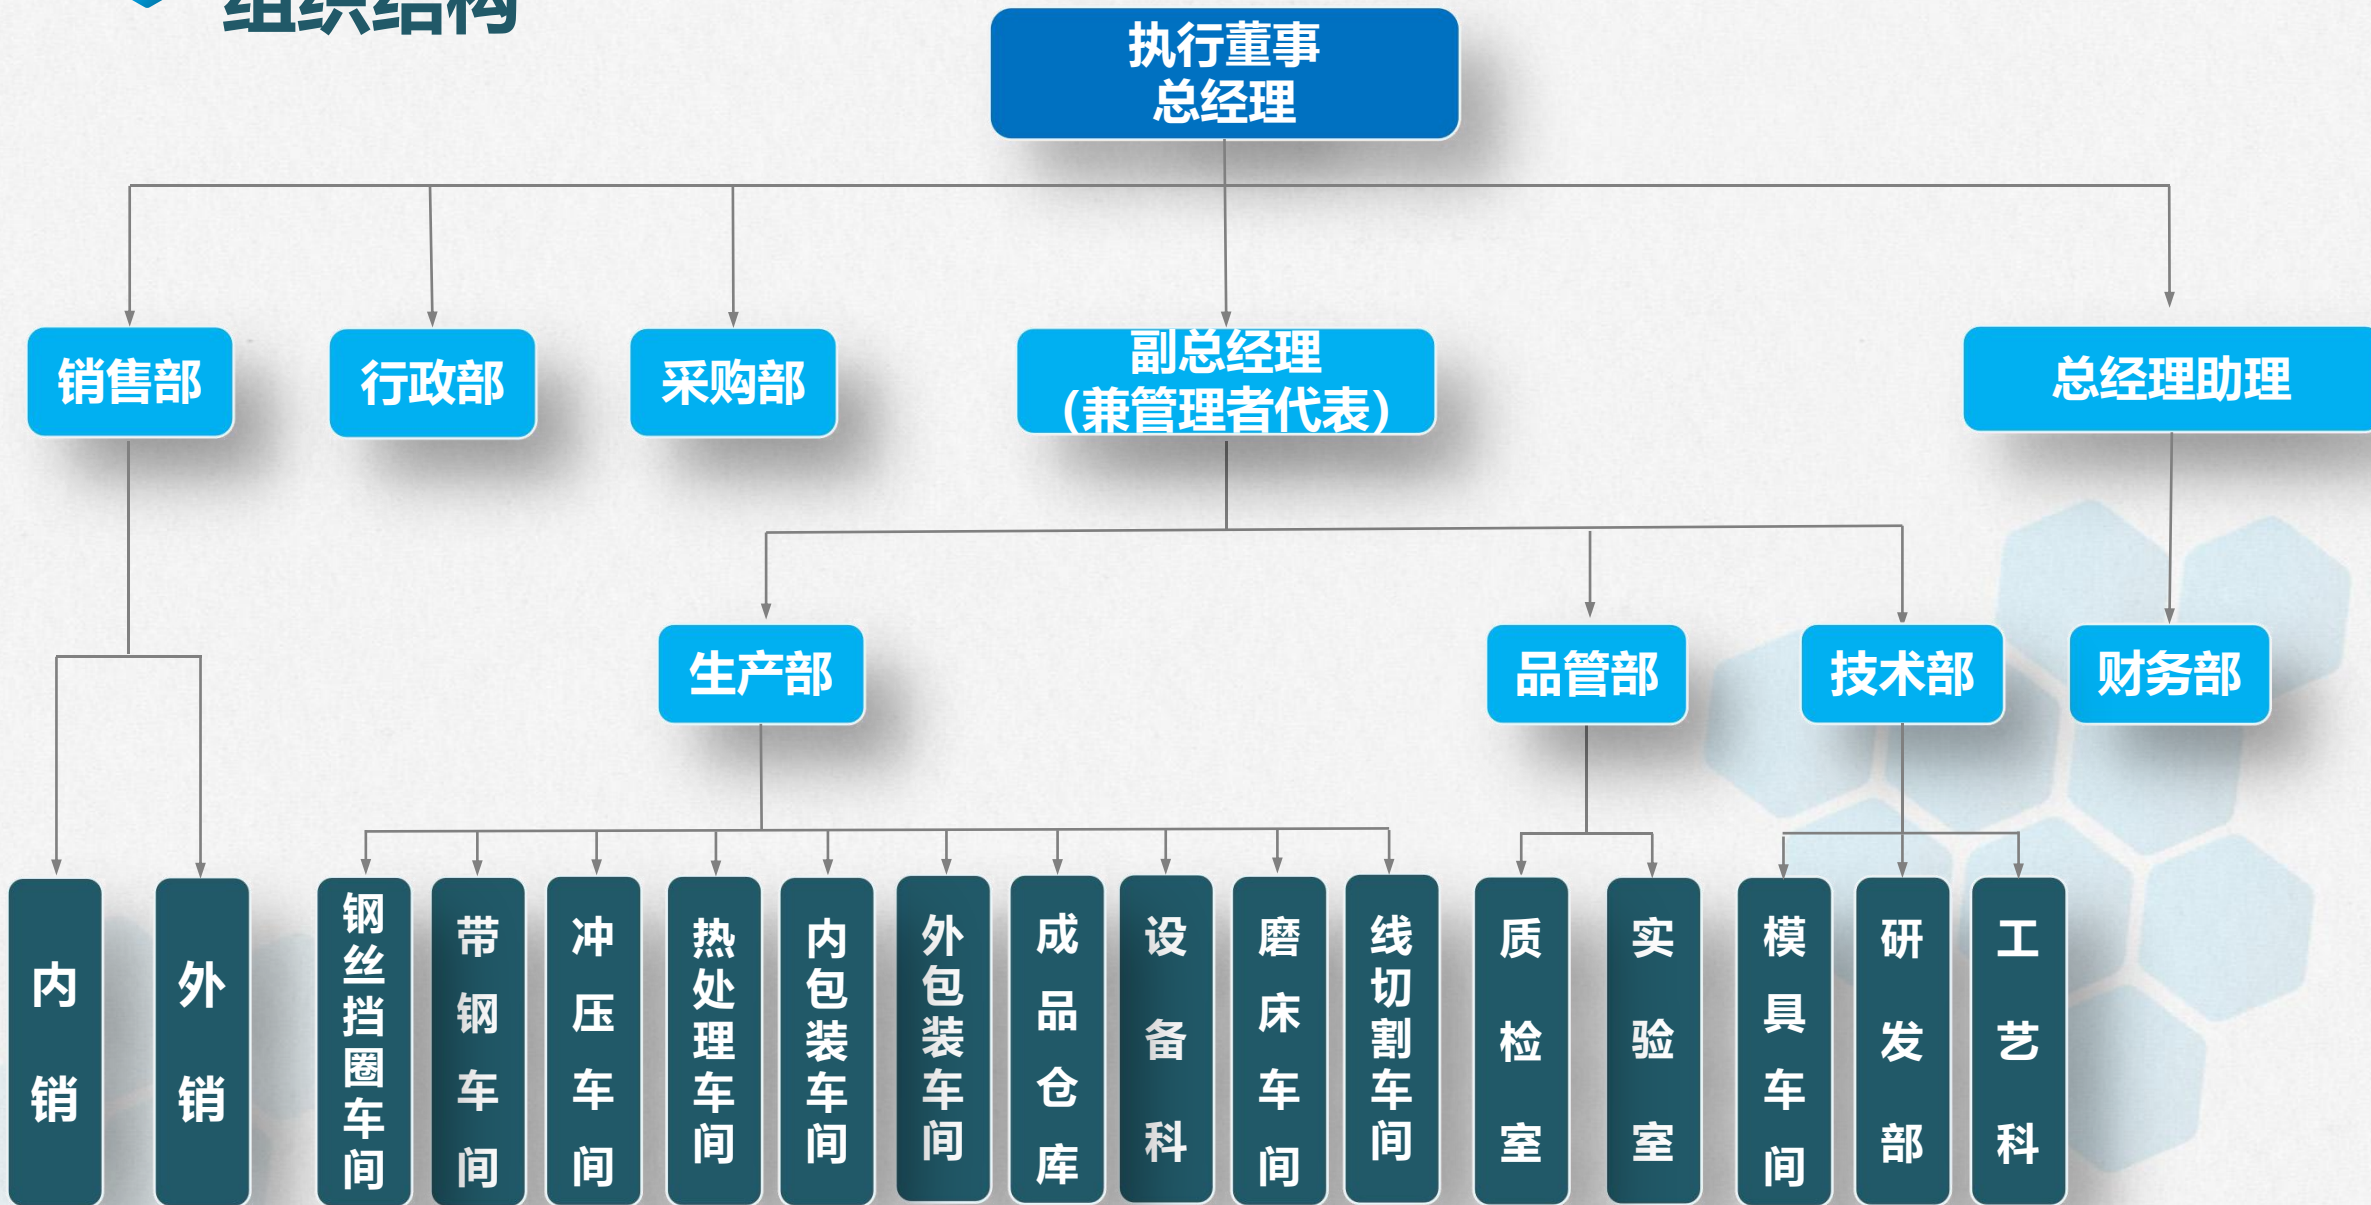 组织结构
执行董事
总经理
销售部
行政部
采购部
副总经理
（兼管理者代表）
总经理助理
生产部
品管部
技术部
财务部
内销
外销
钢丝挡圈车间
带钢车间
冲压车间
热处理车间
内包装车间
外包装车间
成品仓库
设备科
磨床车间
线切割车间
质检室
实验室
模具车间
研发部
工艺科